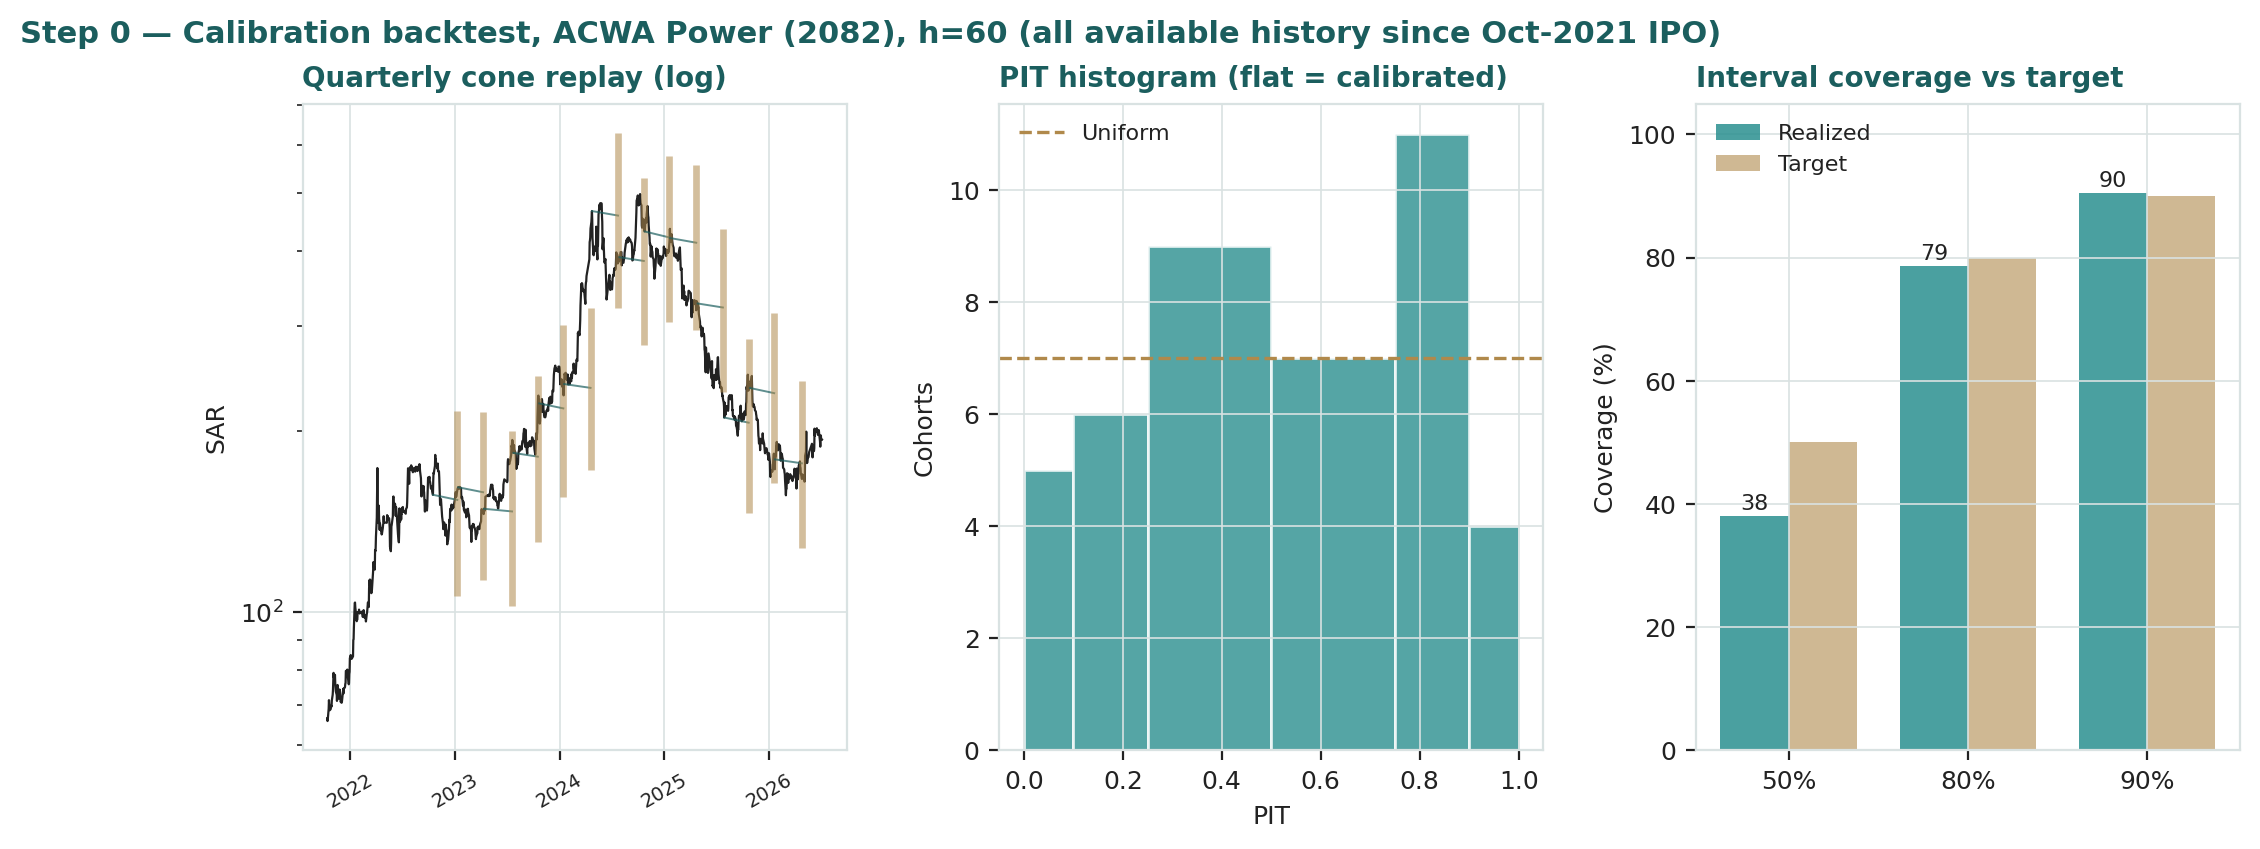 Step 0 — Calibration backtest, ACWA Power (2082), h=60 (all available history since Oct-2021 IPO)
Quarterly cone replay (log)
SAR
10²
2022
2023
2024
2025
2026
PIT histogram (flat = calibrated)
Uniform
Cohorts
10
8
6
4
2
0
0.0
0.2
0.4
0.6
0.8
1.0
PIT
Interval coverage vs target
Realized
Target
Coverage (%)
100
80
60
40
20
0
38
79
90
50%
80%
90%